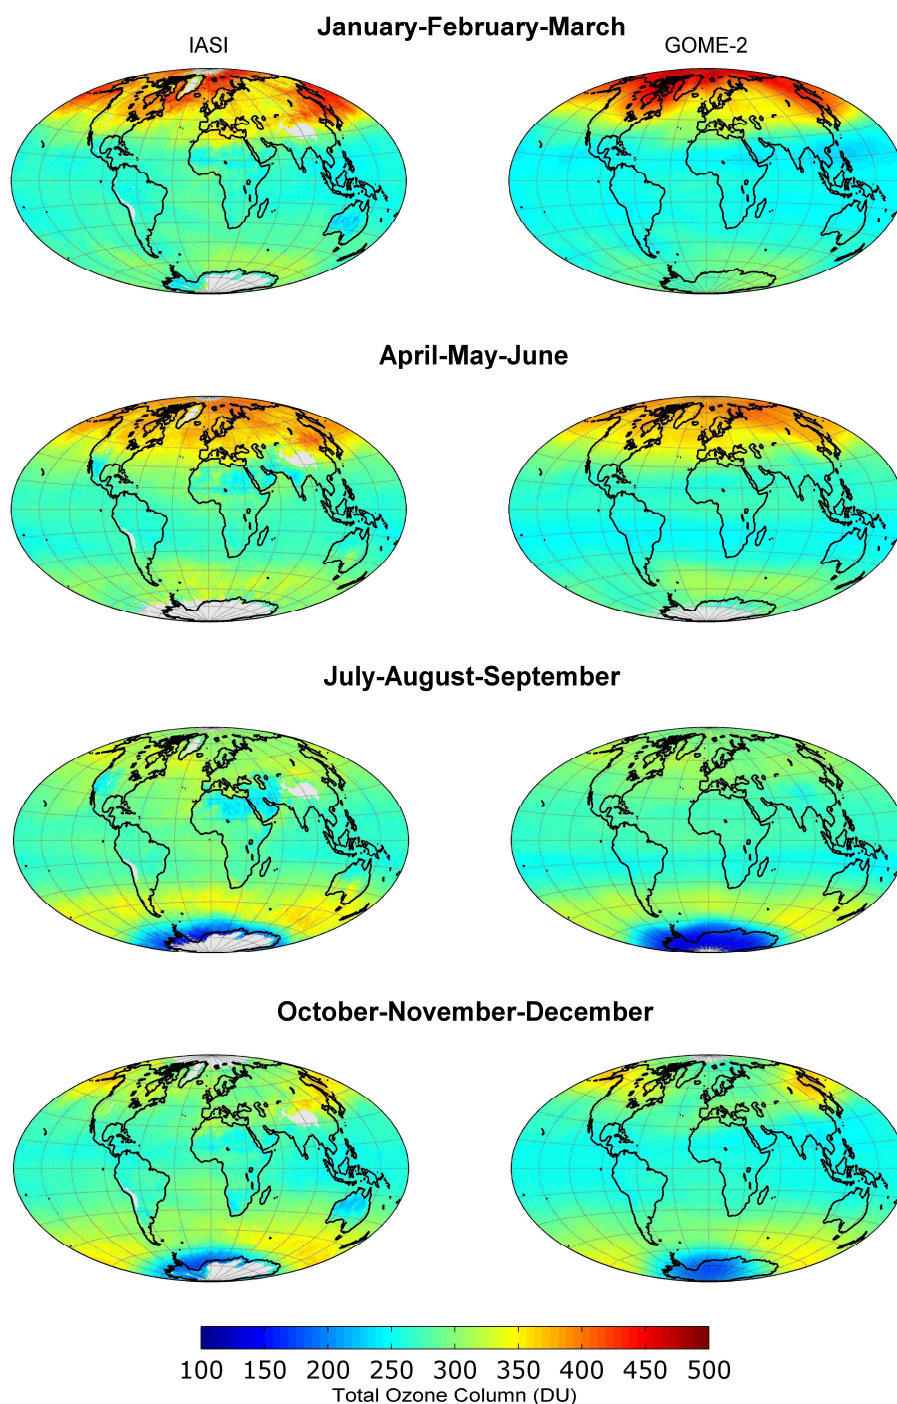 January-February-March
IASI
GOME-2
April-May-June
July-August-September
October-November-December
100 150 200 250 300 350 400 450 500
Total Ozone Column (DU)